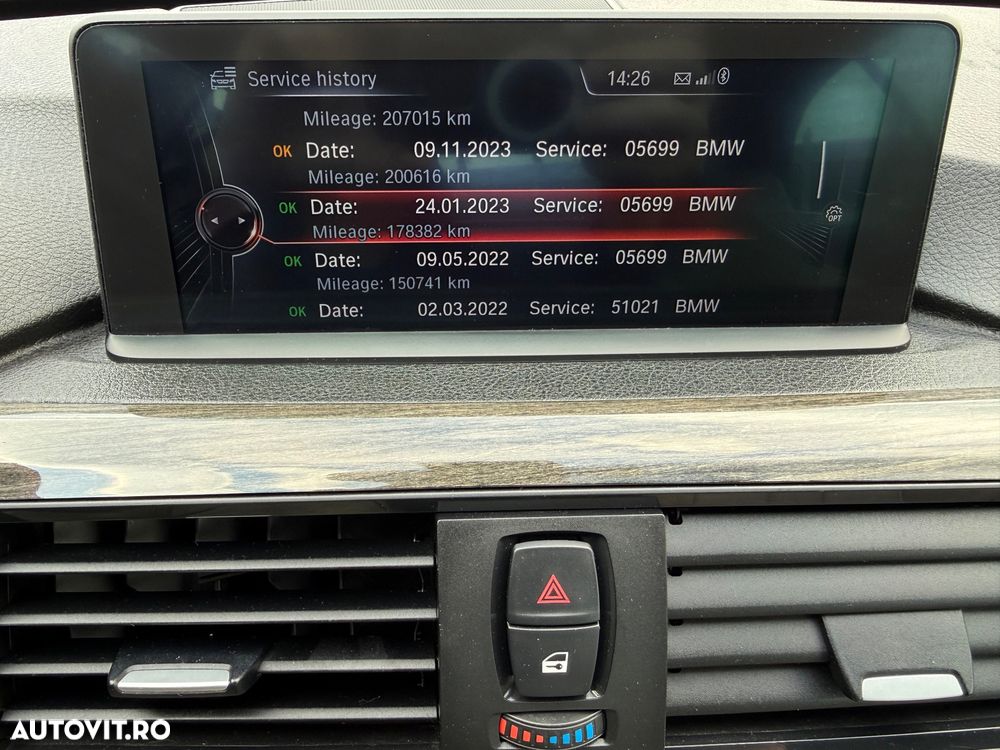 Service history 14:26
Mileage: 207015 km
OK Date: 09.11.2023 Service: 05699 BMW
Mileage: 200616 km
OK Date: 24.01.2023 Service: 05699 BMW
Mileage: 178382 km
OPT
OK Date: 09.05.2022 Service: 05699 BMW
Mileage: 150741 km
OK Date: 02.03.2022 Service: 51021 BMW
AUTOVIT.RO